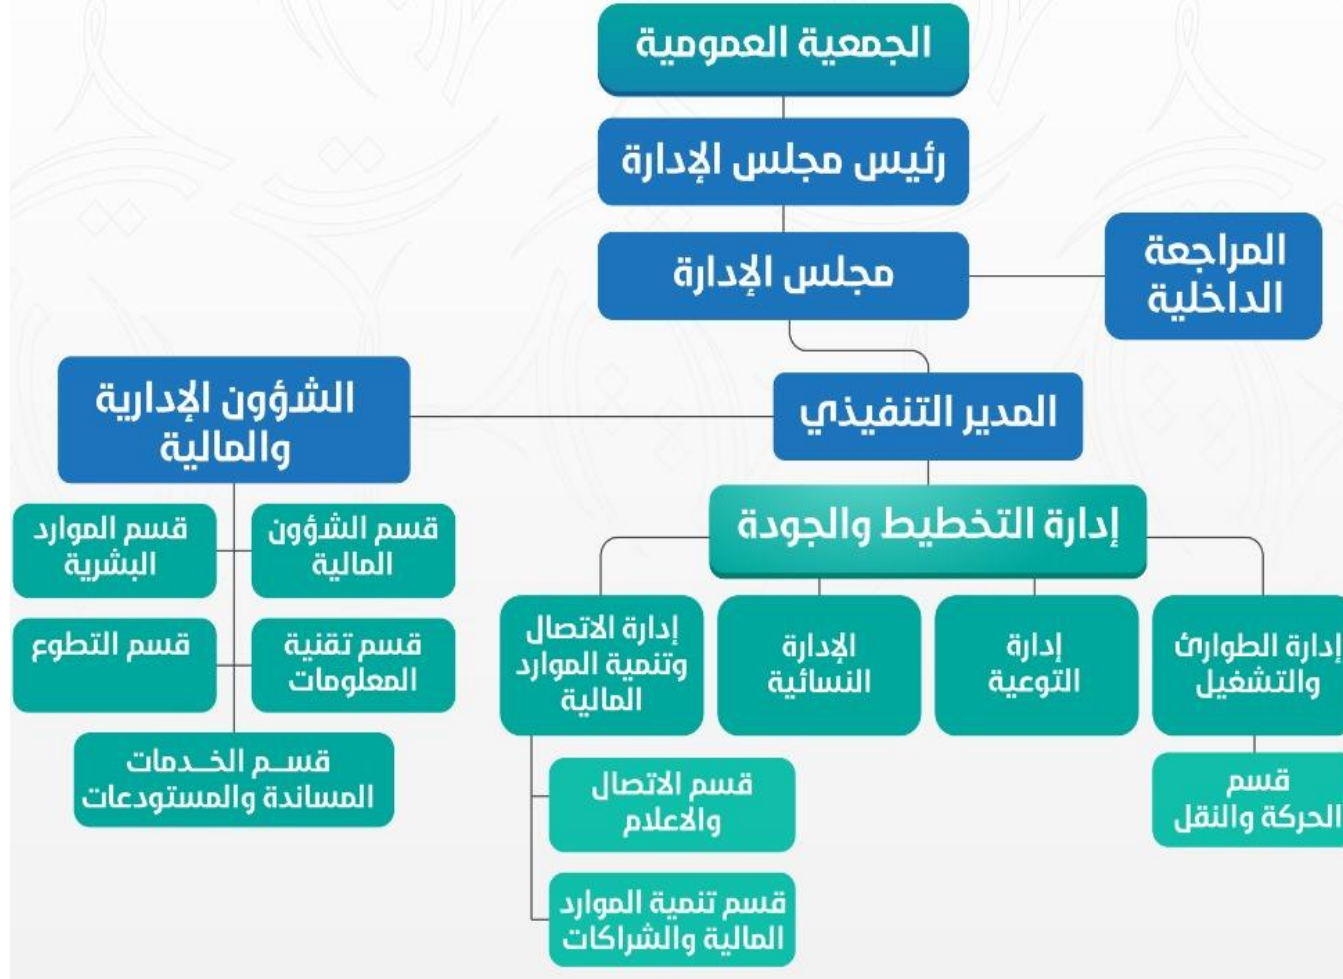 الجمعية العمومية
رئيس مجلس الإدارة
مجلس الإدارة
المراجعة
الداخلية
المدير التنفيذي
الشؤون الإدارية
والمالية
قسم الشؤون
المالية
قسم الموارد
البشرية
قسم تقنية
المعلومات
قسم التطوع
قســم الخــدمات
المساندة والمستودعات
إدارة التخطيط والجودة
إدارة الطوارئ
والتشغيل
إدارة
التوعية
الإدارة
النسائية
إدارة الاتصال
وتنمية الموارد
المالية
قسم
الحركة والنقل
قسم الاتصال
والاعلام
قسم تنمية الموارد
المالية والشراكات